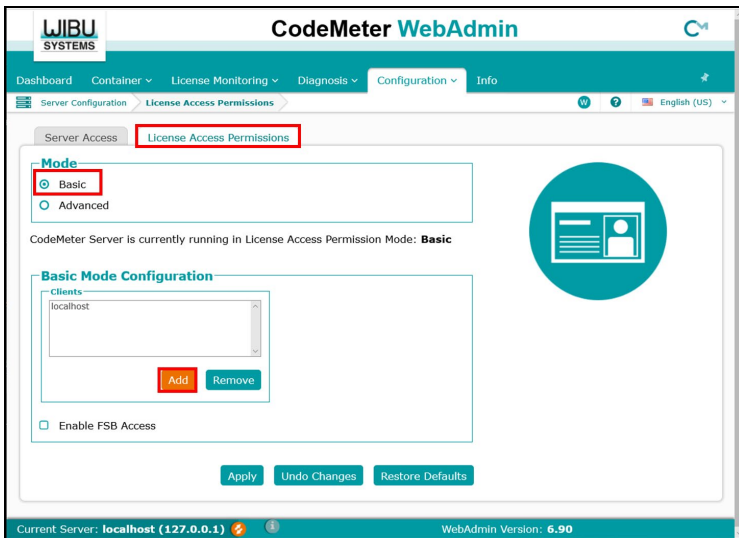 WIBU
SYSTEMS
CodeMeter WebAdmin
Dashboard Container License Monitoring Diagnosis Configuration Info
Server Configuration License Access Permissions W ? English (US)
Server Access License Access Permissions
Mode
Basic
Advanced
CodeMeter Server is currently running in License Access Permission Mode: Basic
Basic Mode Configuration
Clients
localhost
Add Remove
Enable FSB Access
Apply Undo Changes Restore Defaults
Current Server: localhost (127.0.0.1) i WebAdmin Version: 6.90